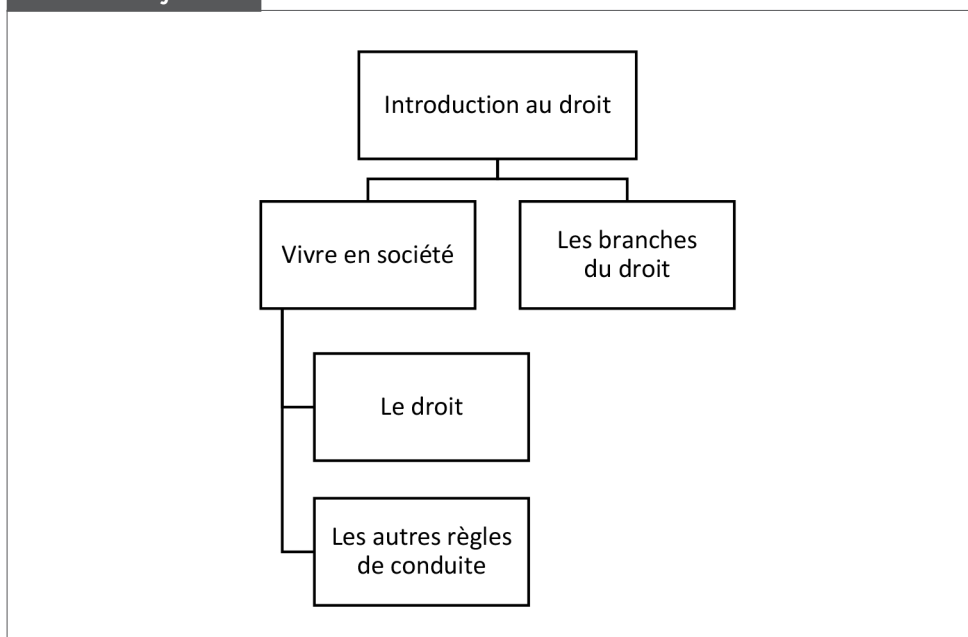 Introduction au droit
Vivre en société
Les branches
du droit
Le droit
Les autres règles
de conduite